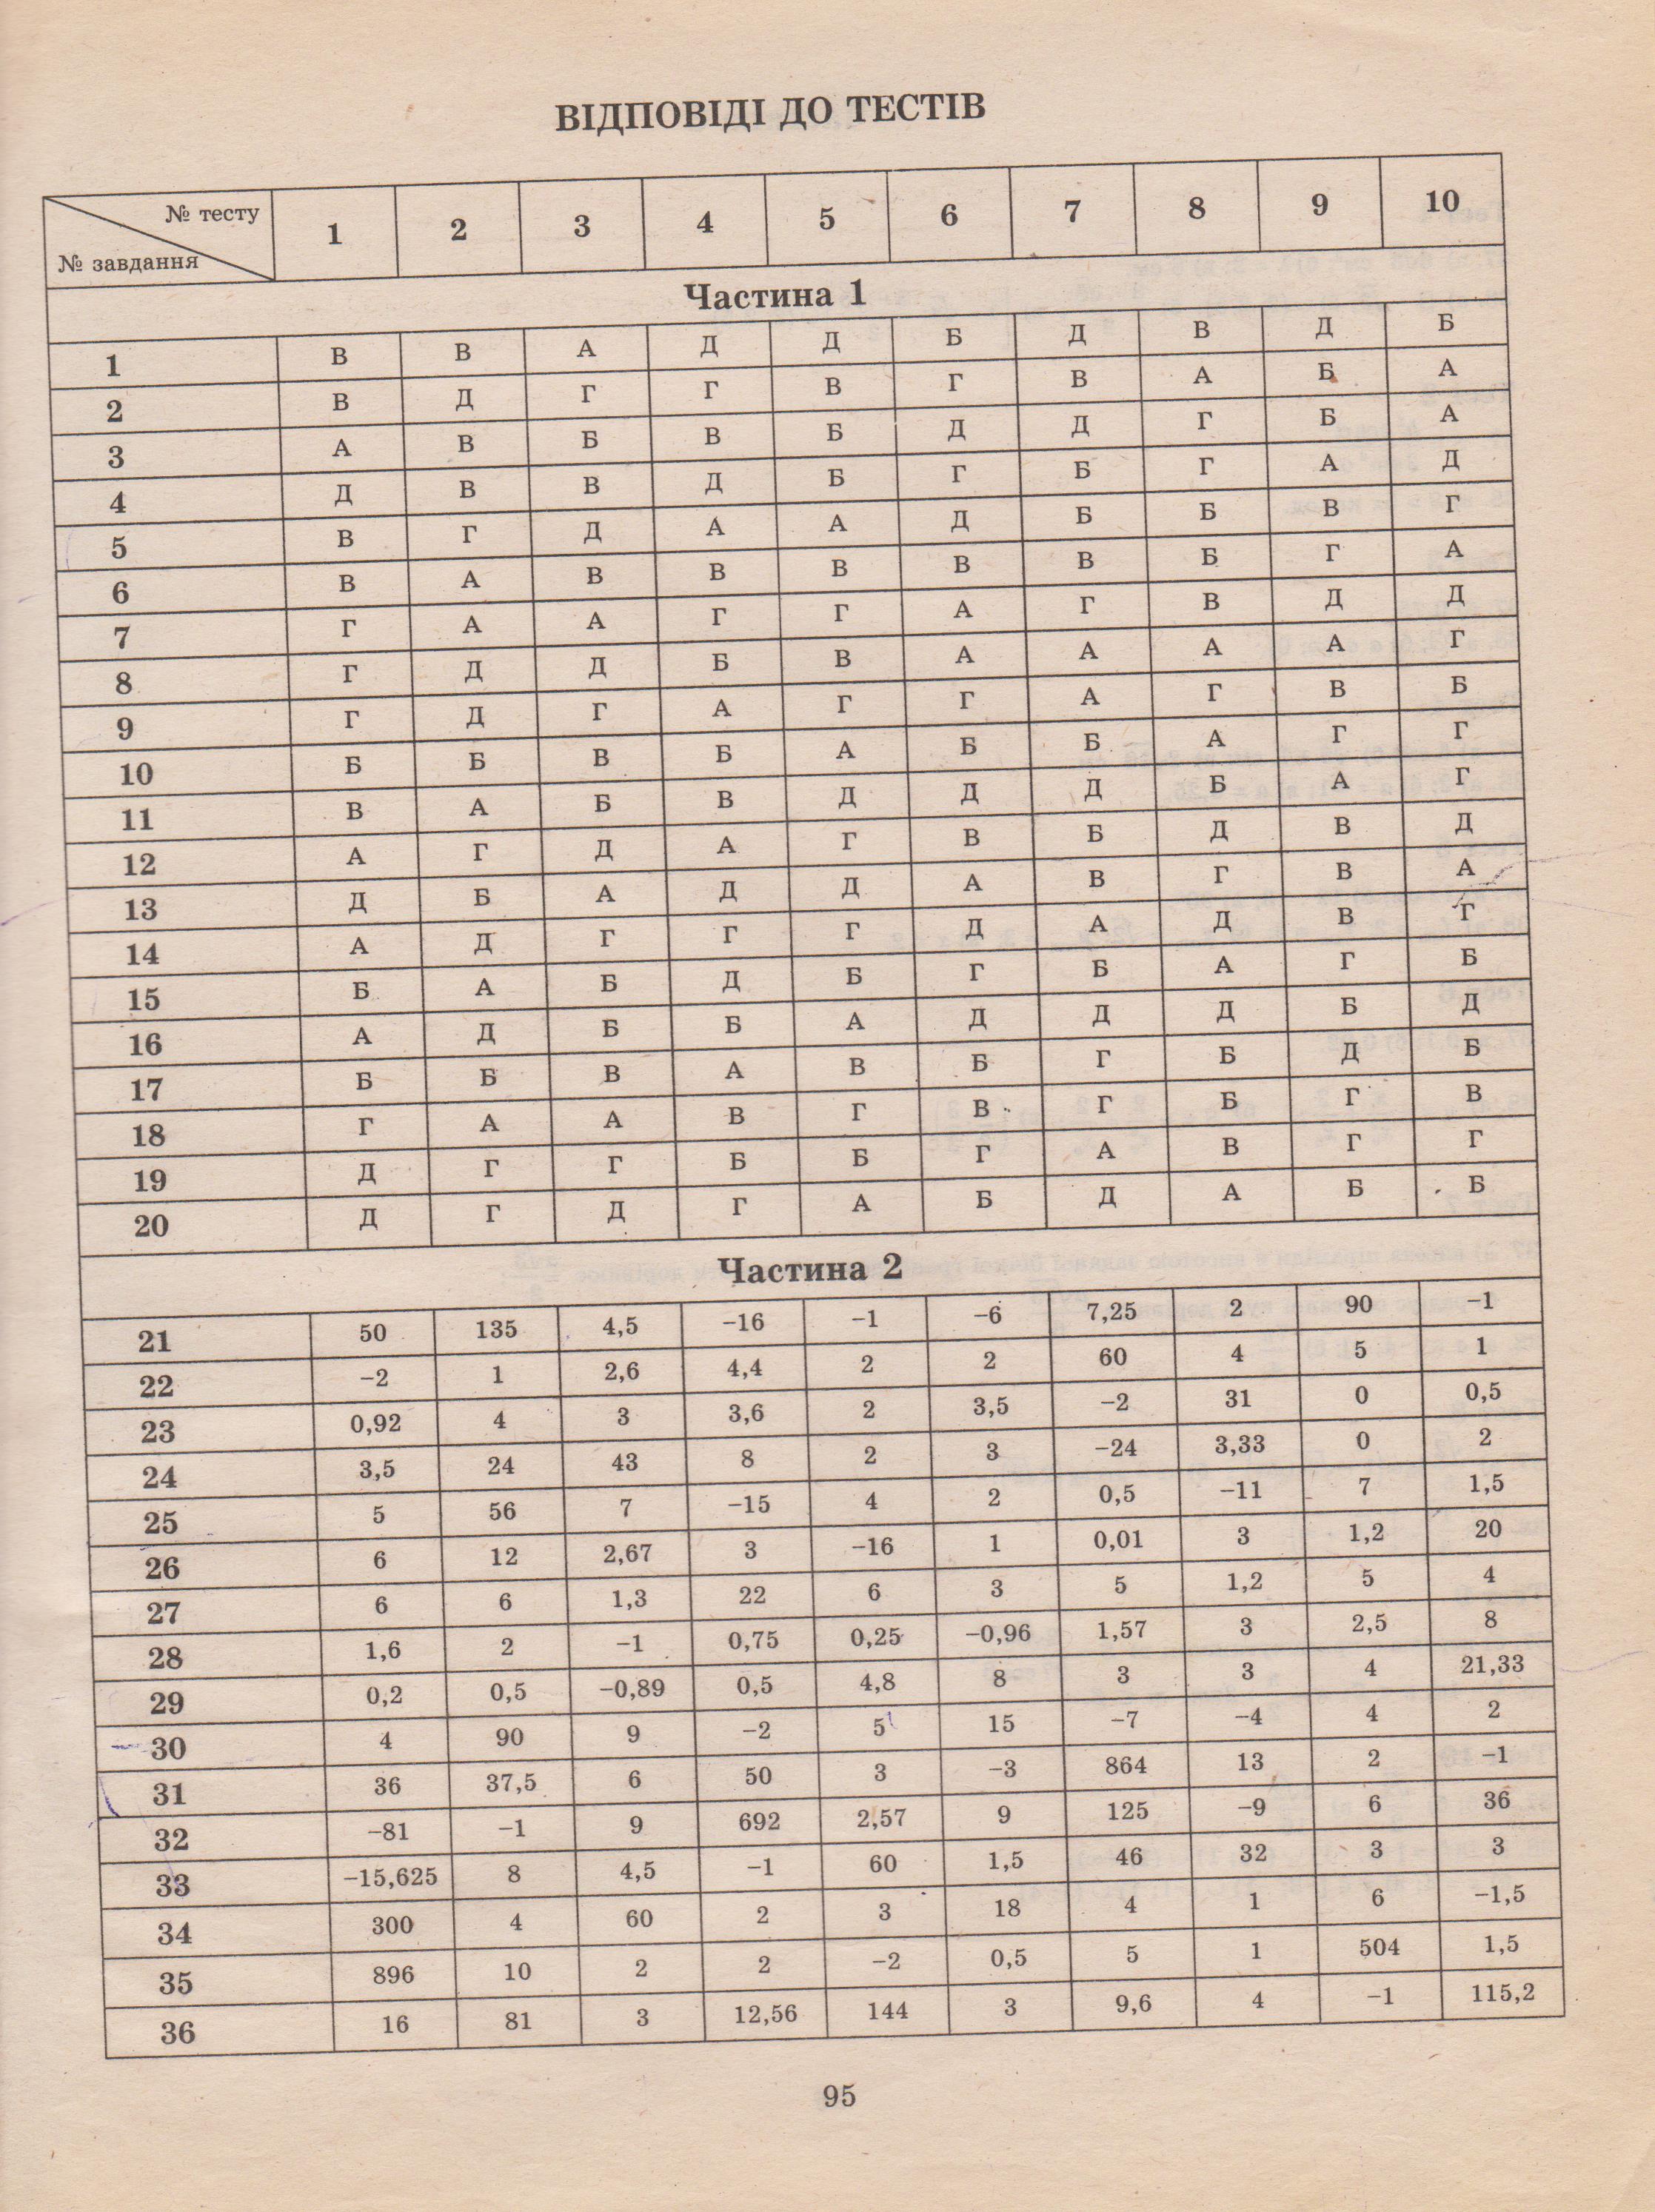 ВІДПОВІДІ ДО ТЕСТІВ
№ тесту
№ завдання 1 2 3 4 5 6 7 8 9 10
Частина 1
1 В В А Д Д Б Д В Д Б
2 В Д Г Г В Г В А Б А
3 А В Б В Б Д Д Г Б А
4 Д В В Д Б Г Б Г А Д
5 В Г Д А А Д Б Б В Г
6 В А В В В В В Б Г А
7 Г А А Г Г А Г В Д Д
8 Г Д Д Б В А А А А Г
9 Г Д Г А Г Г А Г В Б
10 Б Б В Б А Б Б А Г Г
11 В А Б В Д Д Д Б А Г
12 А Г Д А Г В Б Д В Д
13 Д Б А Д Д А В Г В А
14 А Д Г Г Г Д А Д В Г
15 Б А Б Д Б Г Б А Г Б
16 А Д Б Б А Д Д Д Б Д
17 Б Б В А В Б Г Б Д Б
18 Г А А В Г В Г Б Г В
19 Д Г Г Б Б Г А В Г Г
20 Д Г Д Г А Б Д А Б Б
Частина 2
21 50 135 4,5 –16 –1 –6 7,25 2 90 –1
22 –2 1 2,6 4,4 2 2 60 4 5 1
23 0,92 4 3 3,6 2 3,5 –2 31 0 0,5
24 3,5 24 43 8 2 3 –24 3,33 0 2
25 5 56 7 –15 4 2 0,5 –11 7 1,5
26 6 12 2,67 3 –16 1 0,01 3 1,2 20
27 6 6 1,3 22 6 3 5 1,2 5 4
28 1,6 2 –1 0,75 0,25 –0,96 1,57 3 2,5 8
29 0,2 0,5 –0,89 0,5 4,8 8 3 3 4 21,33
30 4 90 9 –2 5 15 –7 –4 4 2
31 36 37,5 6 50 3 –3 864 13 2 –1
32 –81 –1 9 692 2,57 9 125 –9 6 36
33 –15,625 8 4,5 –1 60 1,5 46 32 3 3
34 300 4 60 2 3 18 4 1 6 –1,5
35 896 10 2 2 –2 0,5 5 1 504 1,5
36 16 81 3 12,56 144 3 9,6 4 –1 115,2
95